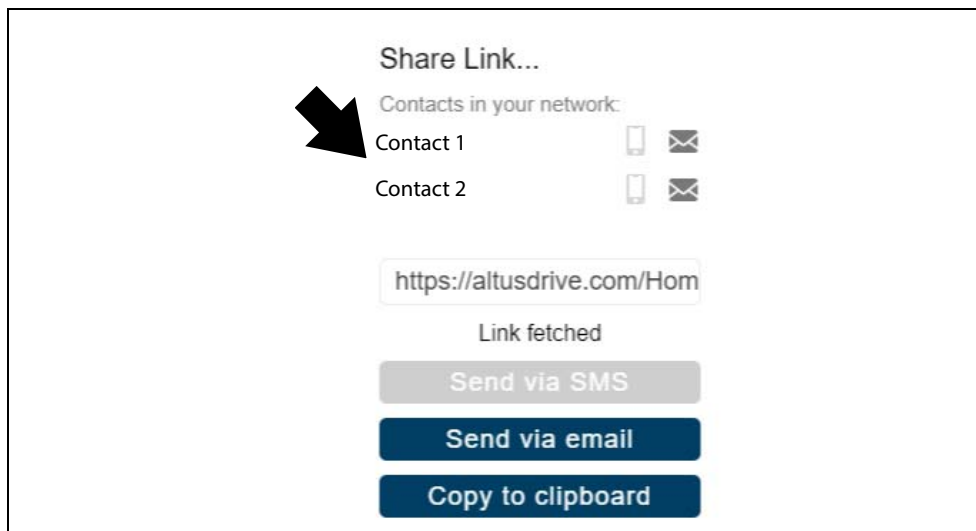 Share Link...
Contacts in your network:
Contact 1
Contact 2
https://altusdrive.com/Hom
Link fetched
Send via SMS
Send via email
Copy to clipboard